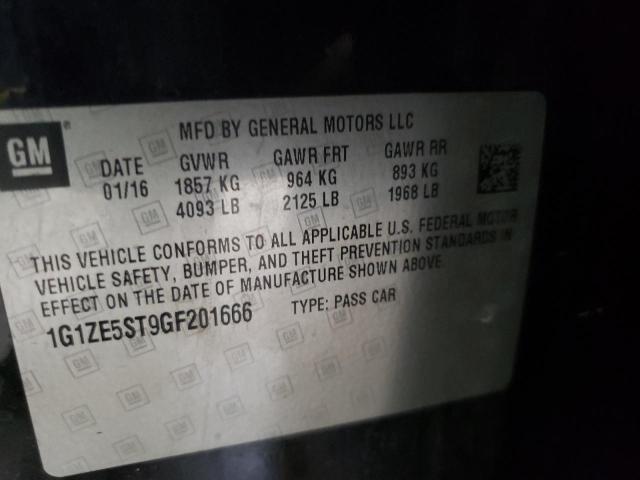 GM
MFD BY GENERAL MOTORS LLC
DATE GVWR GAWR FRT GAWR RR
01/16 1857 KG 964 KG 893 KG
4093 LB 2125 LB 1968 LB
THIS VEHICLE CONFORMS TO ALL APPLICABLE U.S. FEDERAL MOTOR
VEHICLE SAFETY, BUMPER, AND THEFT PREVENTION STANDARDS IN
EFFECT ON THE DATE OF MANUFACTURE SHOWN ABOVE.
1G1ZE5ST9GF201666 TYPE: PASS CAR